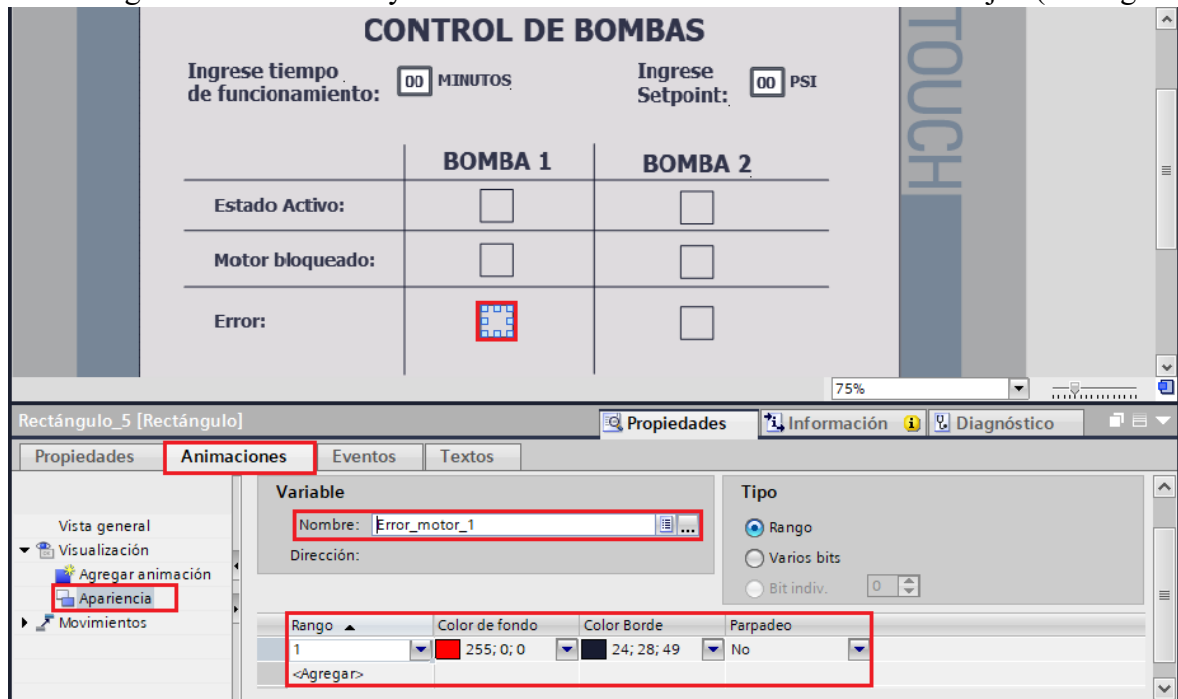 CONTROL DE BOMBAS
Ingrese tiempo de funcionamiento:
00 MINUTOS
Ingrese Setpoint:
00 PSI
TOUCH
BOMBA 1
BOMBA 2
Estado Activo:
Motor bloqueado:
Error:
75%
Rectángulo_5 [Rectángulo]
Propiedades
Información
Diagnóstico
Propiedades
Animaciones
Eventos
Textos
Vista general
Visualización
Agregar animación
Apariencia
Movimientos
Variable
Nombre: Error_motor_1
...
Dirección:
Tipo
Rango
Varios bits
Bit indiv. 0
Rango Color de fondo Color Borde Parpadeo
1 255; 0; 0 24; 28; 49 No
<Agregar>